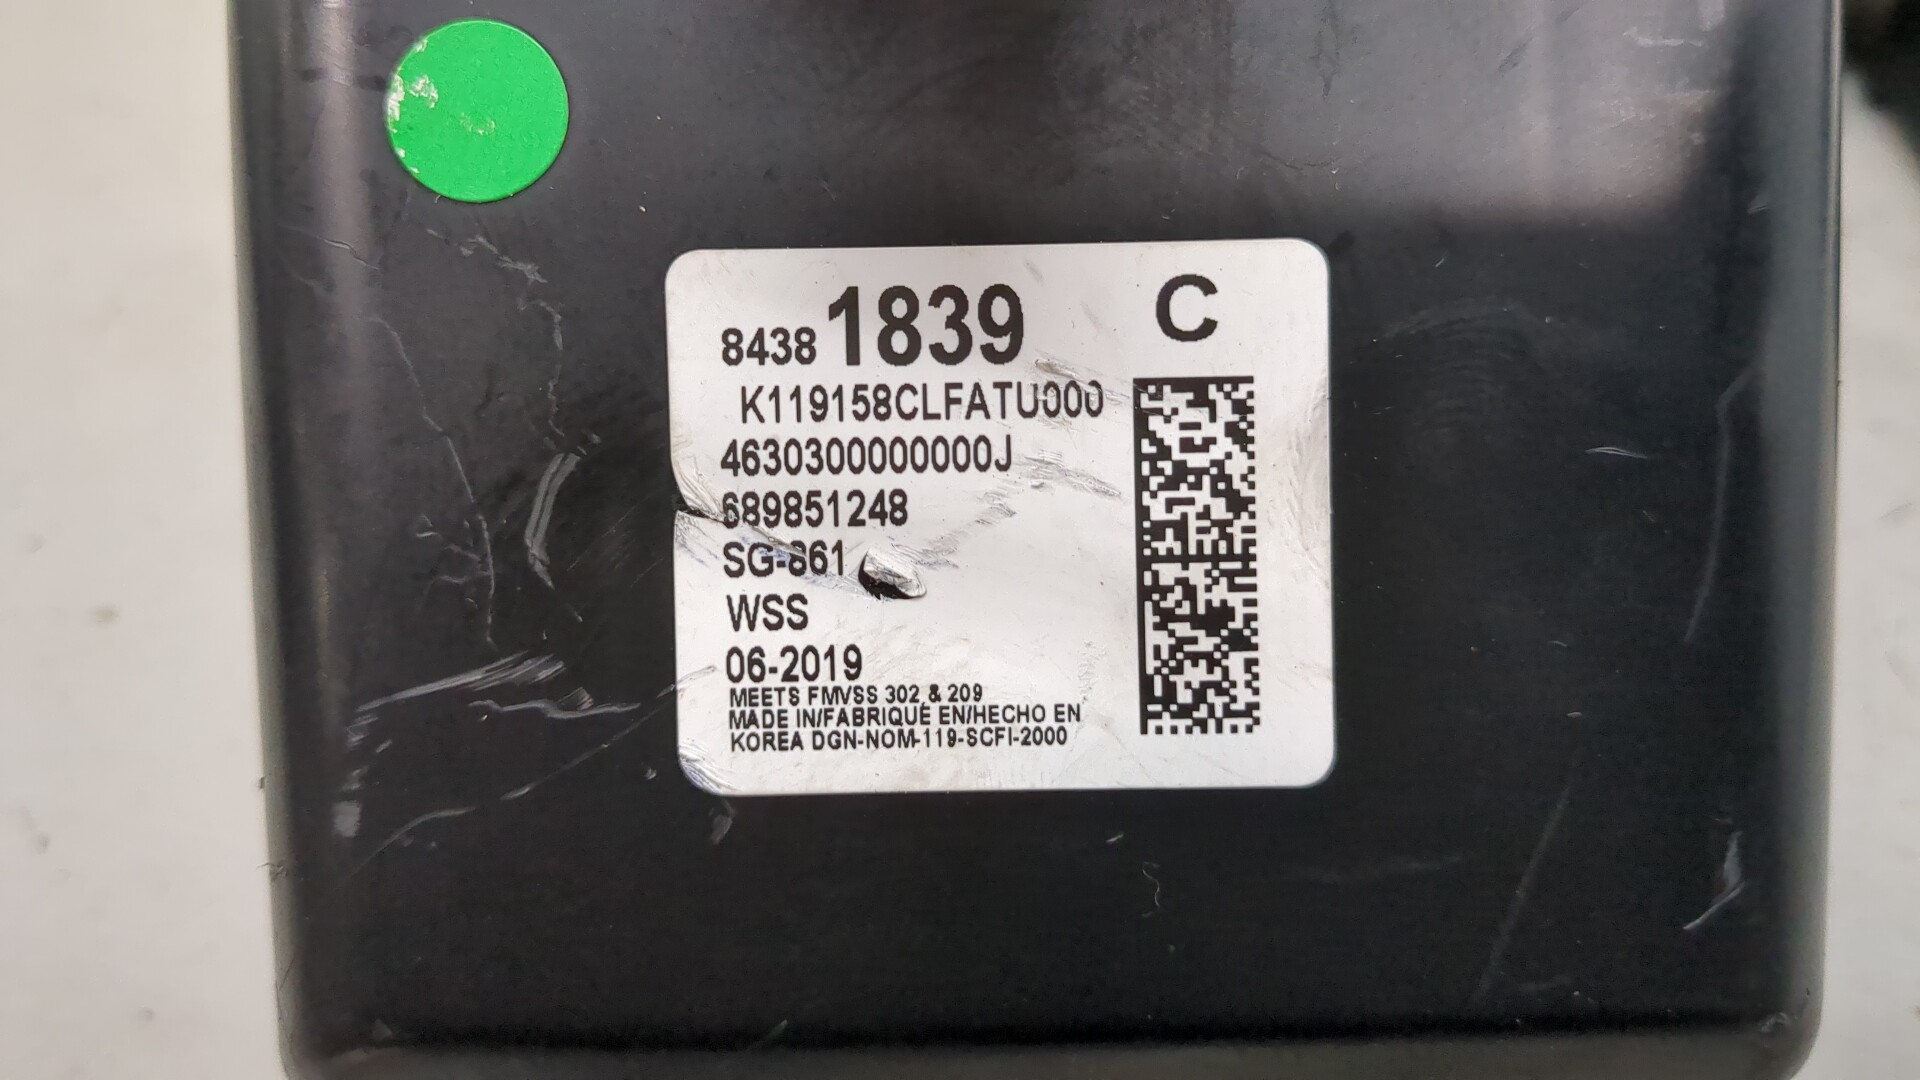 8438 1839 C
K119158CLFATU000
4630300000000J
689851248
SG-861
WSS
06-2019
MEETS FMVSS 302 & 209
MADE IN/FABRIQUÉ EN/HECHO EN
KOREA DGN-NOM-119-SCFI-2000